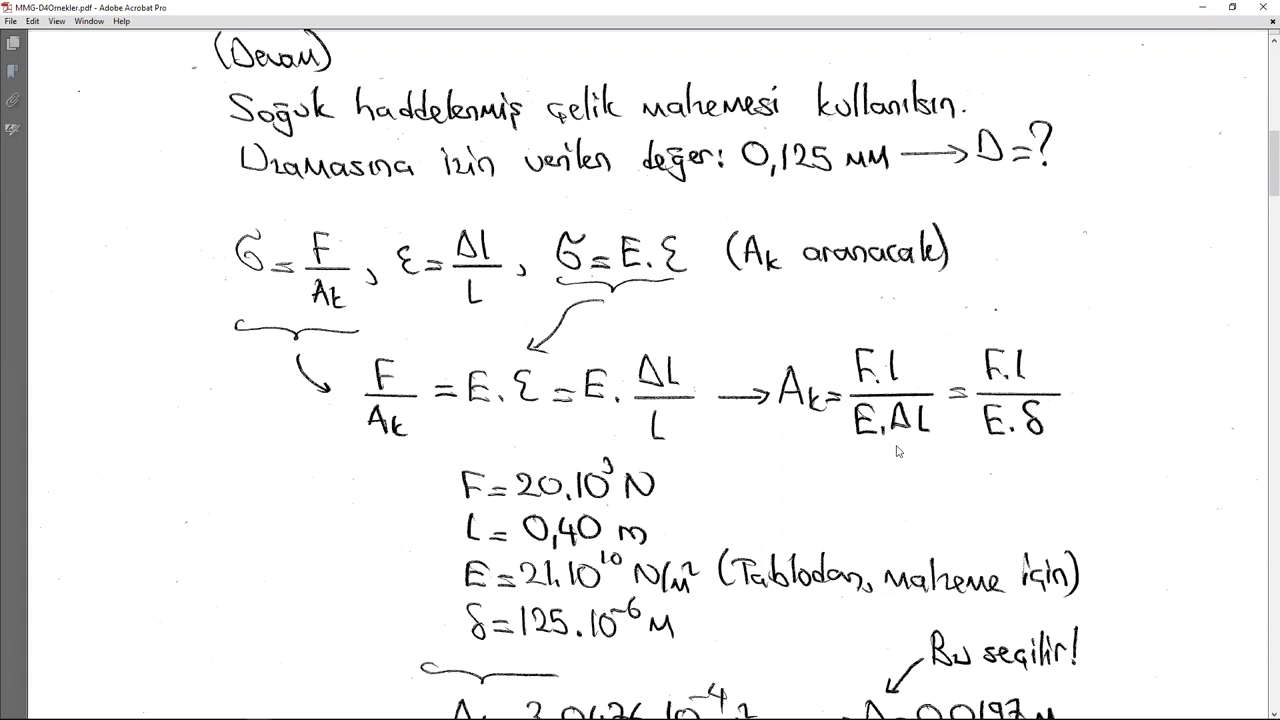 MMG-D4Ornekler.pdf - Adobe Acrobat Pro
File Edit View Window Help
(Devam)
Soğuk haddelenmiş çelik malzemesi kullanılsın.
Uzamasına izin verilen değer: 0,125 mm → D=?
σ = F/Ak, ε = ΔL/L, σ = E.ε (Ak aranacak)
F/Ak = E.ε = E. ΔL/L → Ak = F.l/E.ΔL = F.l/E.δ
F = 20.10³ N
L = 0,40 m
E = 21.10¹⁰ N/m² (Tablodan, malzeme için)
δ = 125.10⁻⁶ m
Bu seçilir!